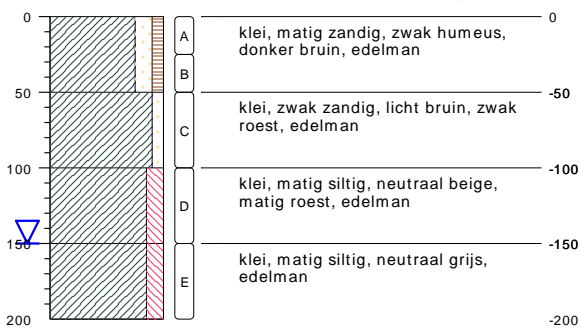 0
A
klei, matig zandig, zwak humeus,
donker bruin, edelman
0
B
50
-50
klei, zwak zandig, licht bruin, zwak
roest, edelman
C
100
-100
klei, matig siltig, neutraal beige,
matig roest, edelman
D
150
-150
klei, matig siltig, neutraal grijs,
edelman
E
200
-200